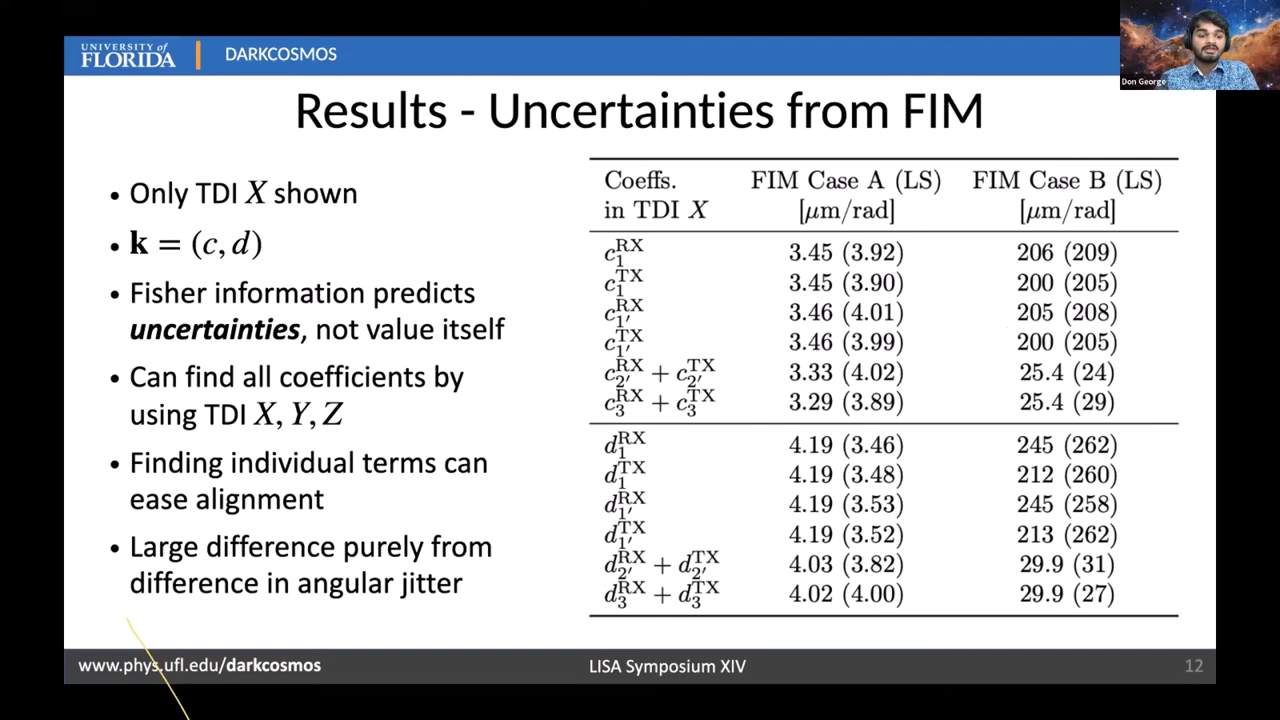 UNIVERSITY of
FLORIDA
DARKCOSMOS
Don George
Results - Uncertainties from FIM
• Only TDI X shown
• k = (c, d)
• Fisher information predicts
uncertainties, not value itself
• Can find all coefficients by
using TDI X, Y, Z
• Finding individual terms can
ease alignment
• Large difference purely from
difference in angular jitter
Coeffs. FIM Case A (LS) FIM Case B (LS)
in TDI X [μm/rad] [μm/rad]
c₁^RX 3.45 (3.92) 206 (209)
c₁^TX 3.45 (3.90) 200 (205)
c₁′^RX 3.46 (4.01) 205 (208)
c₁′^TX 3.46 (3.99) 200 (205)
c₂′^RX + c₂′^TX 3.33 (4.02) 25.4 (24)
c₃^RX + c₃^TX 3.29 (3.89) 25.4 (29)
d₁^RX 4.19 (3.46) 245 (262)
d₁^TX 4.19 (3.48) 212 (260)
d₁′^RX 4.19 (3.53) 245 (258)
d₁′^TX 4.19 (3.52) 213 (262)
d₂′^RX + d₂′^TX 4.03 (3.82) 29.9 (31)
d₃^RX + d₃^TX 4.02 (4.00) 29.9 (27)
www.phys.ufl.edu/darkcosmos
LISA Symposium XIV
12